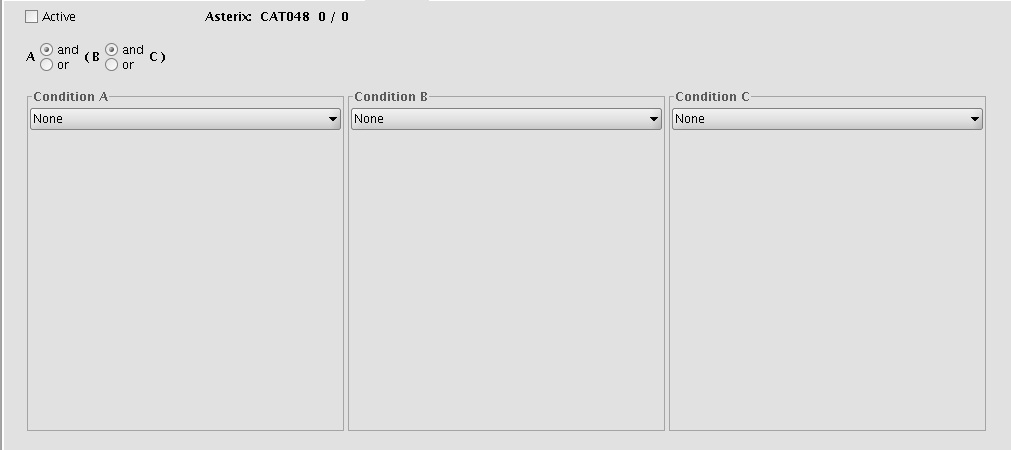 Active
Asterix: CAT048 0 / 0
A and or ( B and or C )
Condition A
None
Condition B
None
Condition C
None